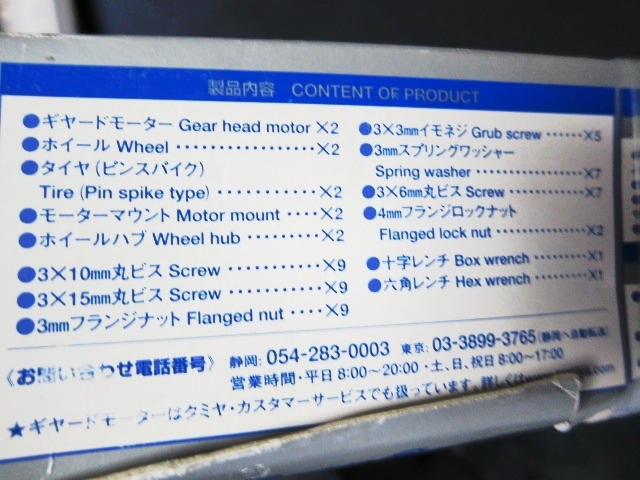 製品内容 CONTENT OF PRODUCT
●ギヤードモーター Gear head motor ×2
●ホイール Wheel ················ ×2
●タイヤ(ピンスパイク)
Tire (Pin spike type) ············ ×2
●モーターマウント Motor mount ···· ×2
●ホイールハブ Wheel hub ········· ×2
●3×10mm丸ビス Screw ············ ×9
●3×15mm丸ビス Screw ············ ×9
●3mmフランジナット Flanged nut ···· ×9
●3×3mmイモネジ Grub screw ······ ×5
●3mmスプリングワッシャー
Spring washer ················ ×7
●3×6mm丸ビス Screw ············ ×7
●4mmフランジロックナット
Flanged lock nut ············· ×2
●十字レンチ Box wrench ········· ×1
●六角レンチ Hex wrench ········· ×1
《お問い合わせ電話番号》 静岡: 054-283-0003 東京: 03-3899-3765 (静岡へ自動転送)
営業時間・平日 8:00〜20:00・土、日、祝日 8:00〜17:00
★ギヤードモーターはタミヤ・カスタマーサービスでも扱っています。詳しくは .com